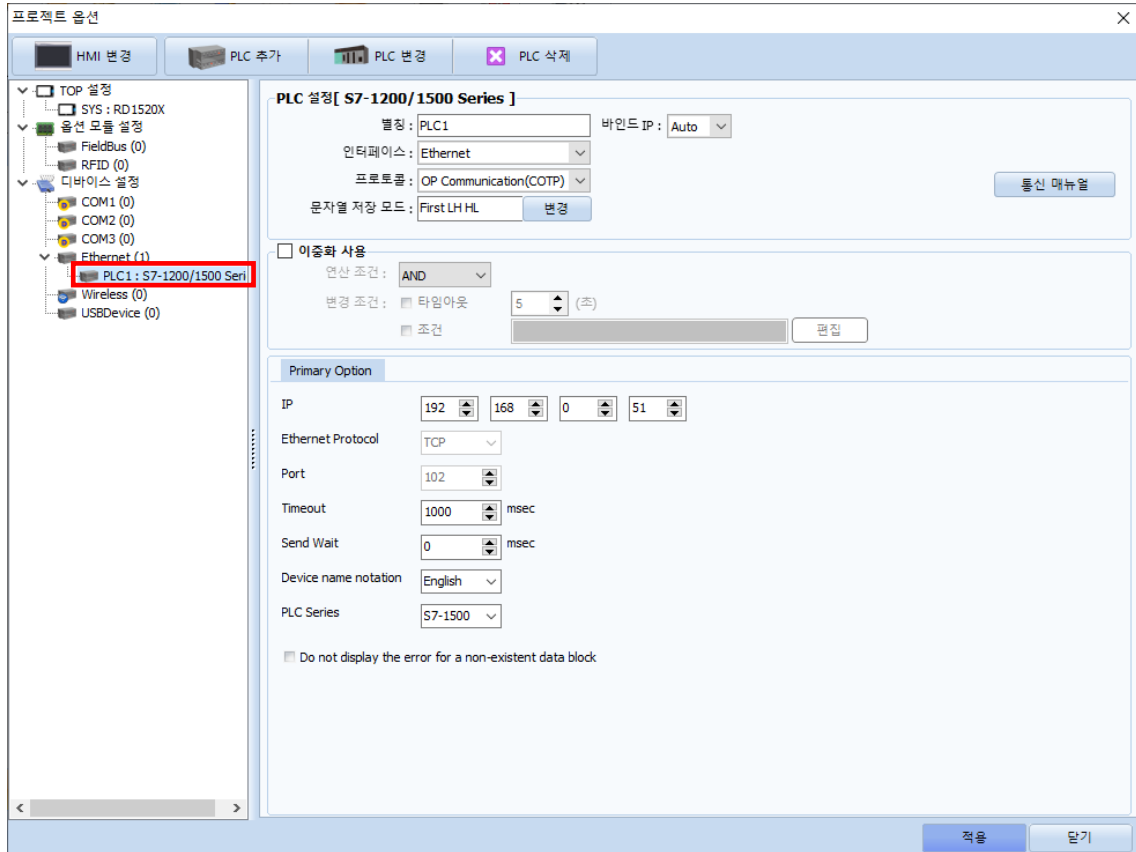 프로젝트 옵션
HMI 변경
PLC 추가
PLC 변경
PLC 삭제
TOP 설정
SYS : RD1520X
옵션 모듈 설정
FieldBus (0)
RFID (0)
디바이스 설정
COM1 (0)
COM2 (0)
COM3 (0)
Ethernet (1)
PLC1 : S7-1200/1500 Seri
Wireless (0)
USBDevice (0)
PLC 설정[ S7-1200/1500 Series ]
별칭 : PLC1 바인드 IP : Auto
인터페이스 : Ethernet
프로토콜 : OP Communication(COTP)
통신 매뉴얼
문자열 저장 모드 : First LH HL 변경
이중화 사용
연산 조건 : AND
변경 조건 : 타임아웃 5 (초)
조건 편집
Primary Option
IP 192 168 0 51
Ethernet Protocol TCP
Port 102
Timeout 1000 msec
Send Wait 0 msec
Device name notation English
PLC Series S7-1500
Do not display the error for a non-existent data block
적용 닫기